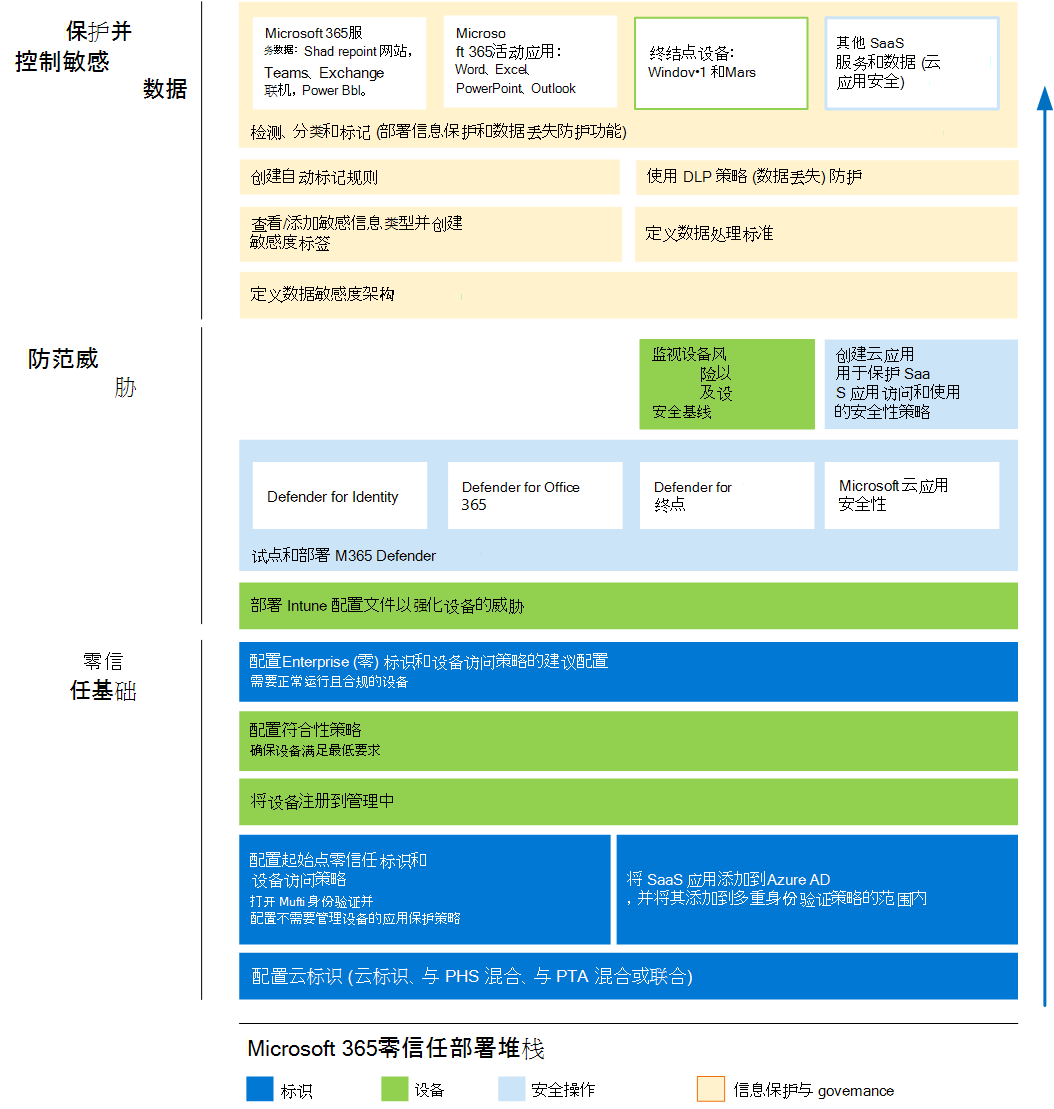 保护并
控制敏感
数据
Microsoft 365服
务数据：Shad repoint 网站,
Teams、Exchange
联机，Power Bbl。
Microso
ft 365活动应用：
Word、Excel、
PowerPoint、Outlook
终结点设备：
Windov•1 和Mars
其他 SaaS
服务和数据 (云
应用安全)
检测、分类和标记 (部署信息保护和数据丢失防护功能)
创建自动标记规则
使用 DLP 策略 (数据丢失) 防护
查看/添加敏感信息类型并创建
敏感度标签
定义数据处理标准
定义数据敏感度架构
防范威
胁
监视设备风
险以
及设
安全基线
创建云应用
用于保护 Saa
S 应用访问和使用
的安全性策略
Defender for Identity
Defender for Office
365
Defender for
终点
Microsoft 云应用
安全性
试点和部署 M365 Defender
部署 Intune 配置文件以强化设备的威胁
零信
任基础
配置Enterprise (零) 标识和设备访问策略的建议配置
需要正常运行且合规的设备
配置符合性策略
确保设备满足最低要求
将设备注册到管理中
配置起始点零信任标识和
设备访问策略
打开 Mufti 身份验证并
配置不需要管理设备的应用保护策略
将 SaaS 应用添加到Azure AD
，并将其添加到多重身份验证策略的范围内
配置云标识 (云标识、与 PHS 混合、与 PTA 混合或联合)
Microsoft 365零信任部署堆栈
标识
设备
安全操作
信息保护与 govemance